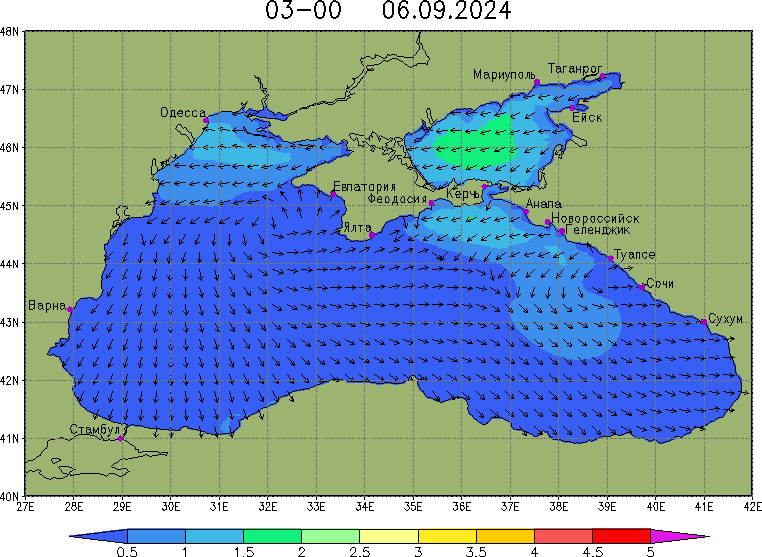 03-00 06.09.2024
48N
47N
46N
45N
44N
43N
42N
41N
40N
Таганрог
Мариуполь
Ейск
Одесса
Евпатория
Керчь
Феодосия
Анапа
Новороссийск
Ялта
Геленджик
Туапсе
Сочи
Варна
Сухум
Стамбул
27E 28E 29E 30E 31E 32E 33E 34E 35E 36E 37E 38E 39E 40E 41E 42E
0.5 1 1.5 2 2.5 3 3.5 4 4.5 5